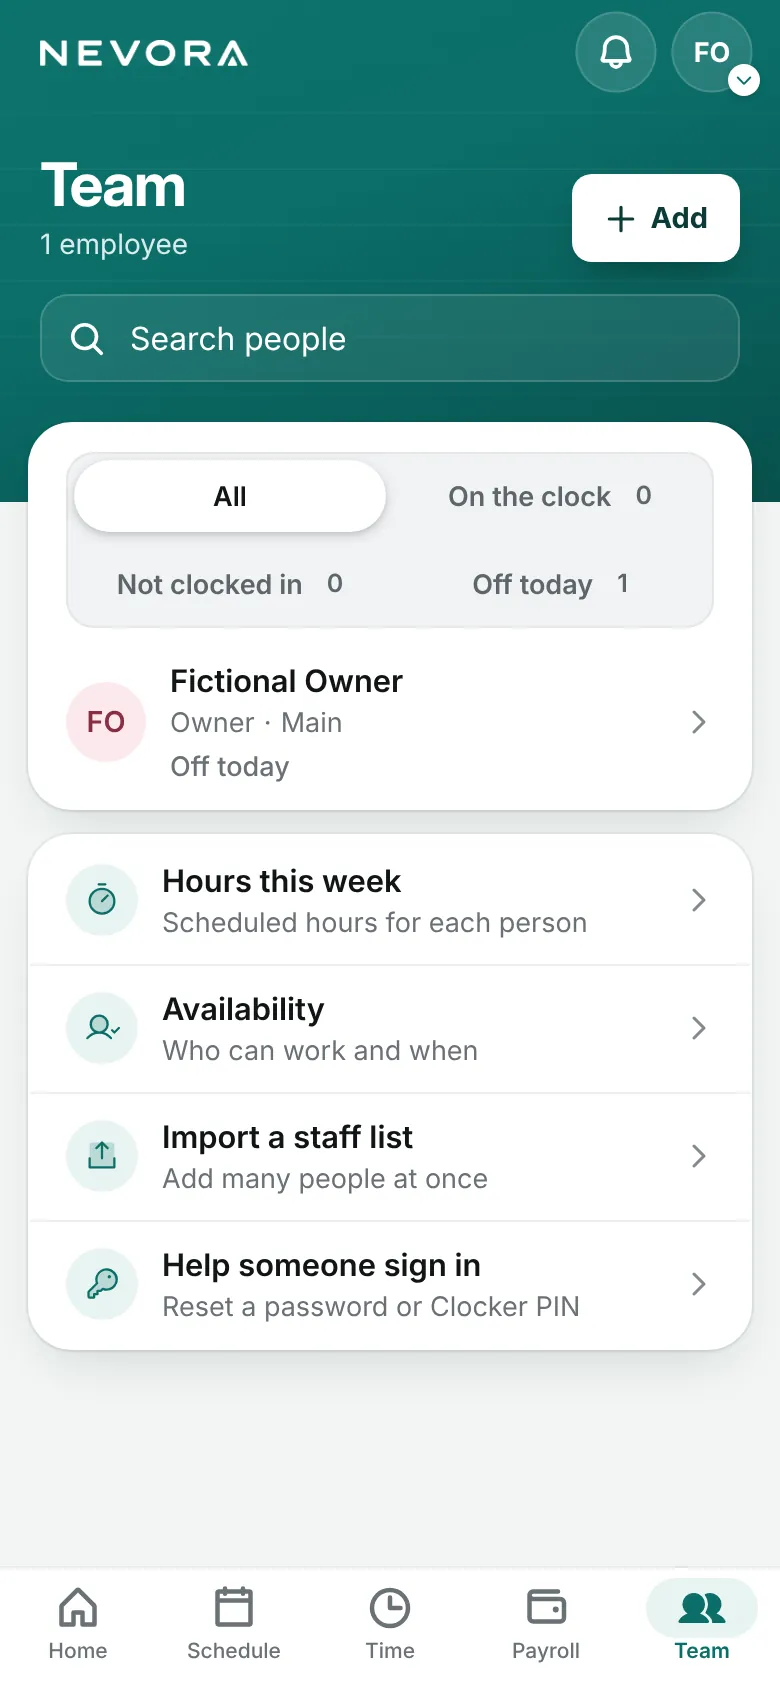 NEVORA
FO
Team
1 employee
Add
Search people
All
On the clock 0
Not clocked in 0
Off today 1
FO
Fictional Owner
Owner · Main
Off today
Hours this week
Scheduled hours for each person
Availability
Who can work and when
Import a staff list
Add many people at once
Help someone sign in
Reset a password or Clocker PIN
Home
Schedule
Time
Payroll
Team